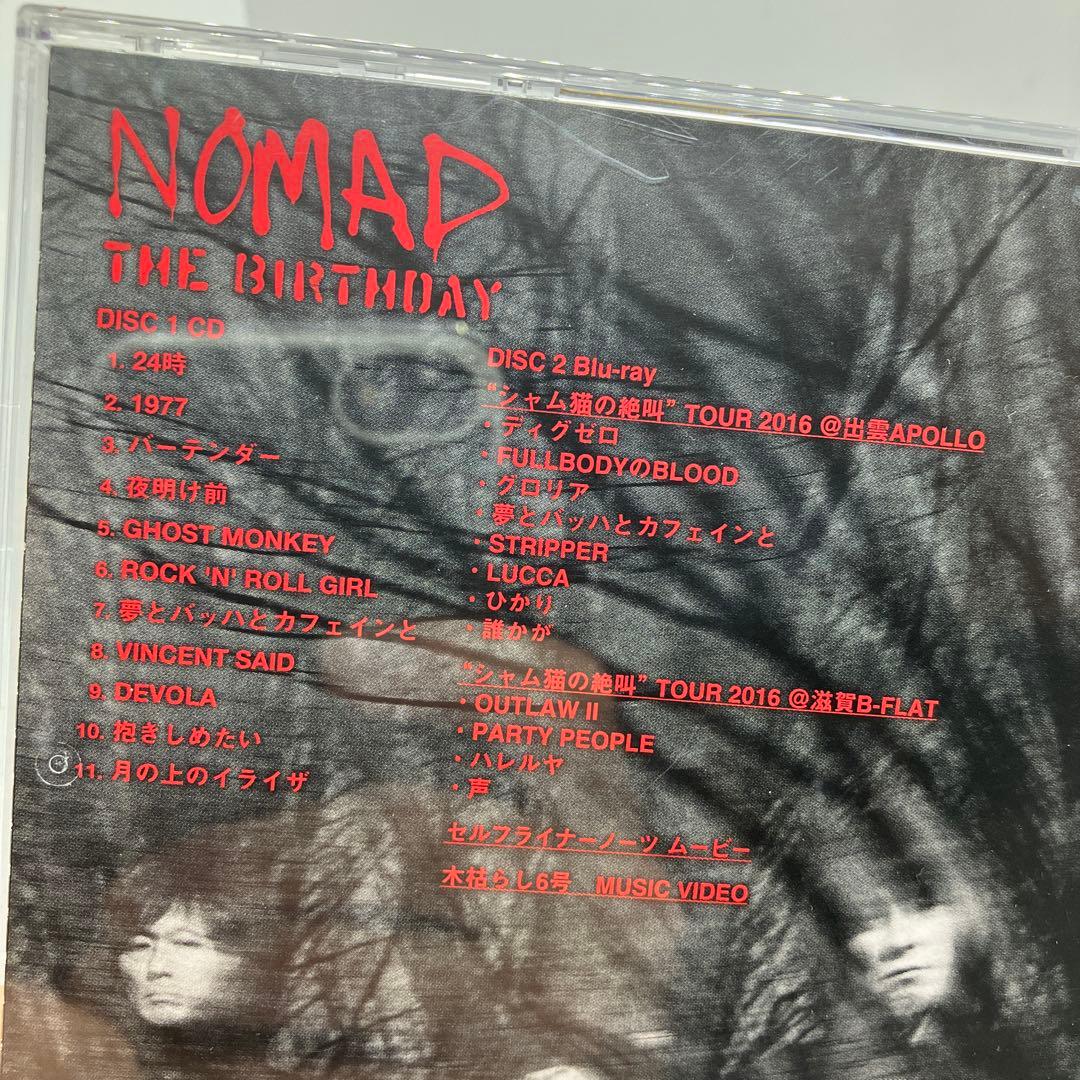 NOMAD
THE BIRTHDAY
DISC 1 CD
1. 24時
2. 1977
3. バーテンダー
4. 夜明け前
5. GHOST MONKEY
6. ROCK 'N' ROLL GIRL
7. 夢とバッハとカフェインと
8. VINCENT SAID
9. DEVOLA
10. 抱きしめたい
11. 月の上のイライザ
DISC 2 Blu-ray
“シャム猫の絶叫” TOUR 2016 @出雲APOLLO
・ディグゼロ
・FULLBODYのBLOOD
・グロリア
・夢とバッハとカフェインと
・STRIPPER
・LUCCA
・ひかり
・誰かが
“シャム猫の絶叫” TOUR 2016 @滋賀B-FLAT
・OUTLAW II
・PARTY PEOPLE
・ハレルヤ
・声
セルフライナーノーツ ムービー
木枯らし6号　MUSIC VIDEO